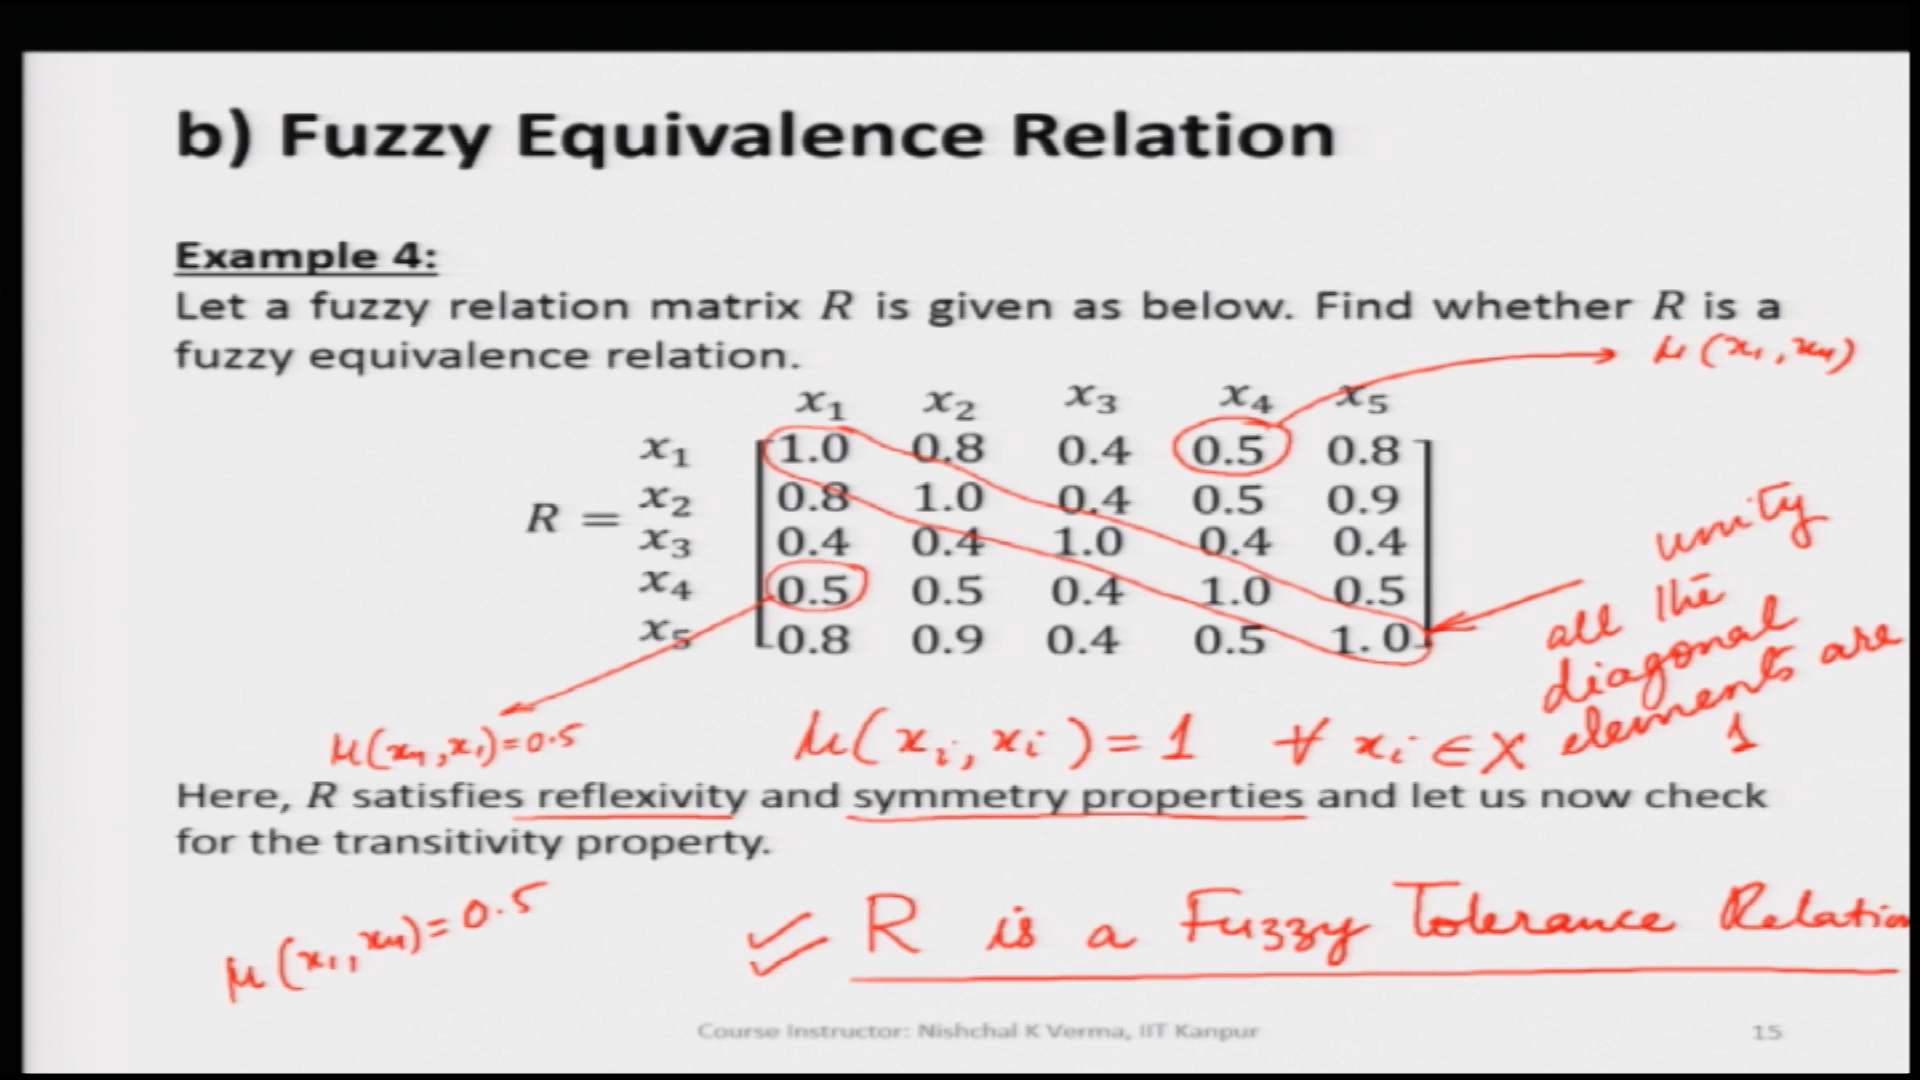 b) Fuzzy Equivalence Relation
Example 4:
Let a fuzzy relation matrix R is given as below. Find whether R is a
fuzzy equivalence relation.
μ(x₁, x₄)
x₁ x₂ x₃ x₄ x₅
x₁ 1.0 0.8 0.4 0.5 0.8
x₂ 0.8 1.0 0.4 0.5 0.9
R =
x₃ 0.4 0.4 1.0 0.4 0.4
x₄ 0.5 0.5 0.4 1.0 0.5
x₅ 0.8 0.9 0.4 0.5 1.0
unity
all the
diagonal
elements are
1
μ(x₄, x₁)=0.5
μ(xᵢ, xᵢ) = 1 ∀ xᵢ ∈ X
Here, R satisfies reflexivity and symmetry properties and let us now check
for the transitivity property.
μ(x₁, x₄) = 0.5
R is a Fuzzy Tolerance Relation
Course Instructor: Nishchal K Verma, IIT Kanpur
15